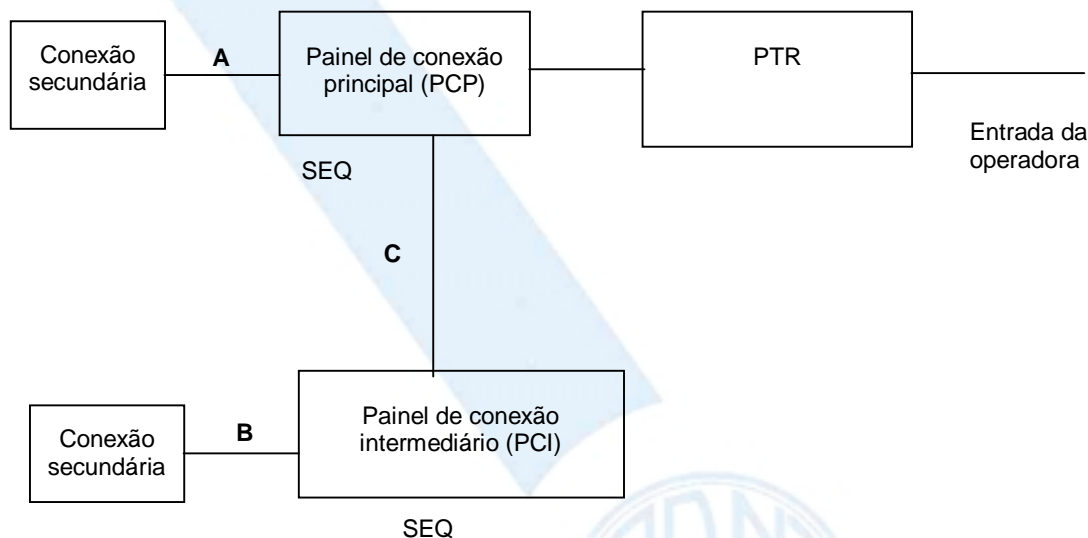 Conexão
secundária
A
Painel de conexão
principal (PCP)
PTR
Entrada da
operadora
SEQ
C
Conexão
secundária
B
Painel de conexão
intermediário (PCI)
SEQ